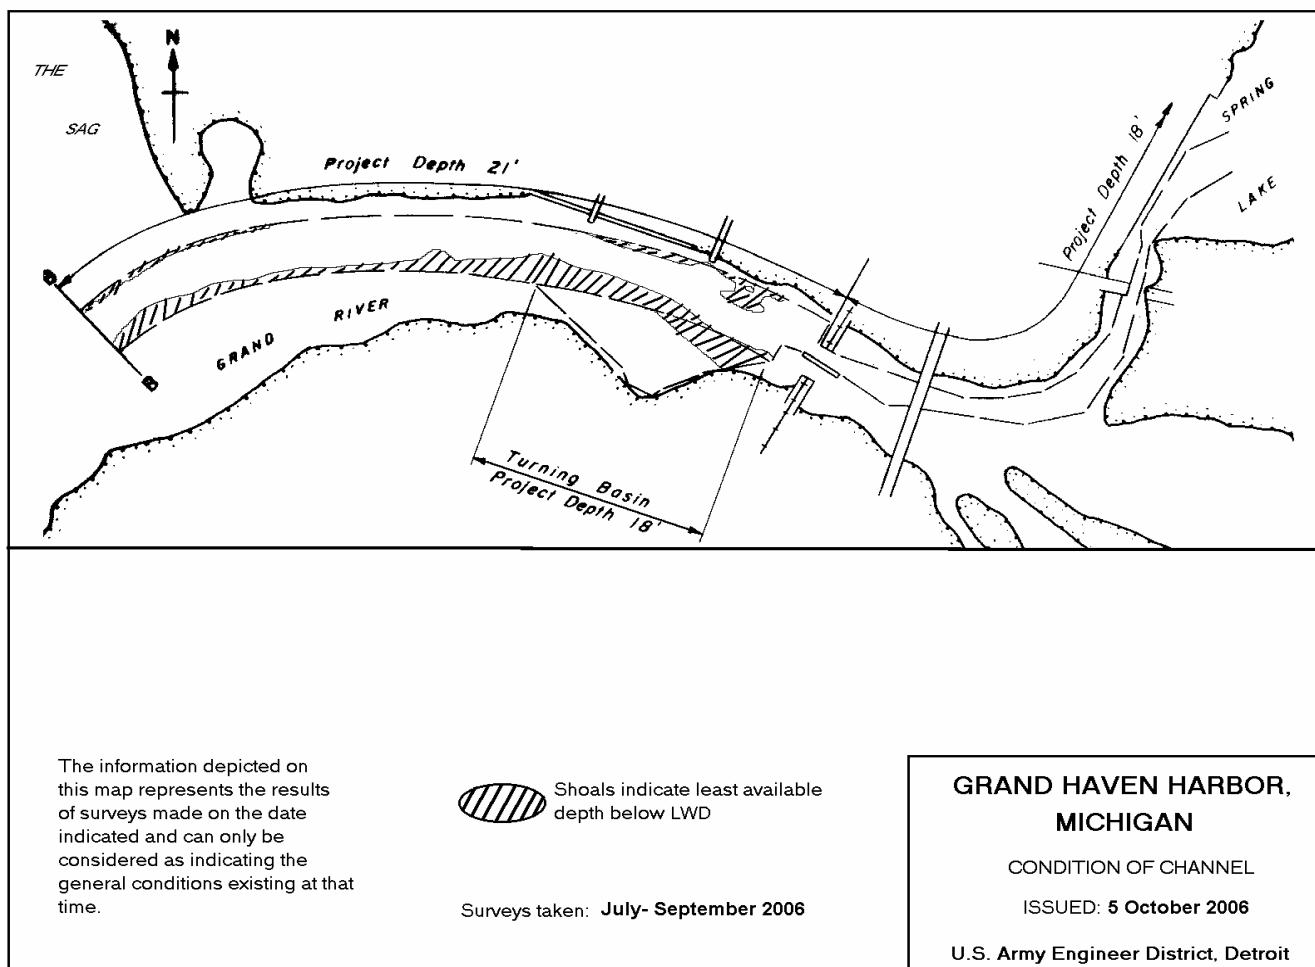 THE
SAG
N
Project Depth 21'
Project Depth 18'
SPRING
LAKE
B
B
GRAND RIVER
Turning Basin
Project Depth 18'
The information depicted on
this map represents the results
of surveys made on the date
indicated and can only be
considered as indicating the
general conditions existing at that
time.
Shoals indicate least available
depth below LWD
Surveys taken: July- September 2006
GRAND HAVEN HARBOR,
MICHIGAN
CONDITION OF CHANNEL
ISSUED: 5 October 2006
U.S. Army Engineer District, Detroit